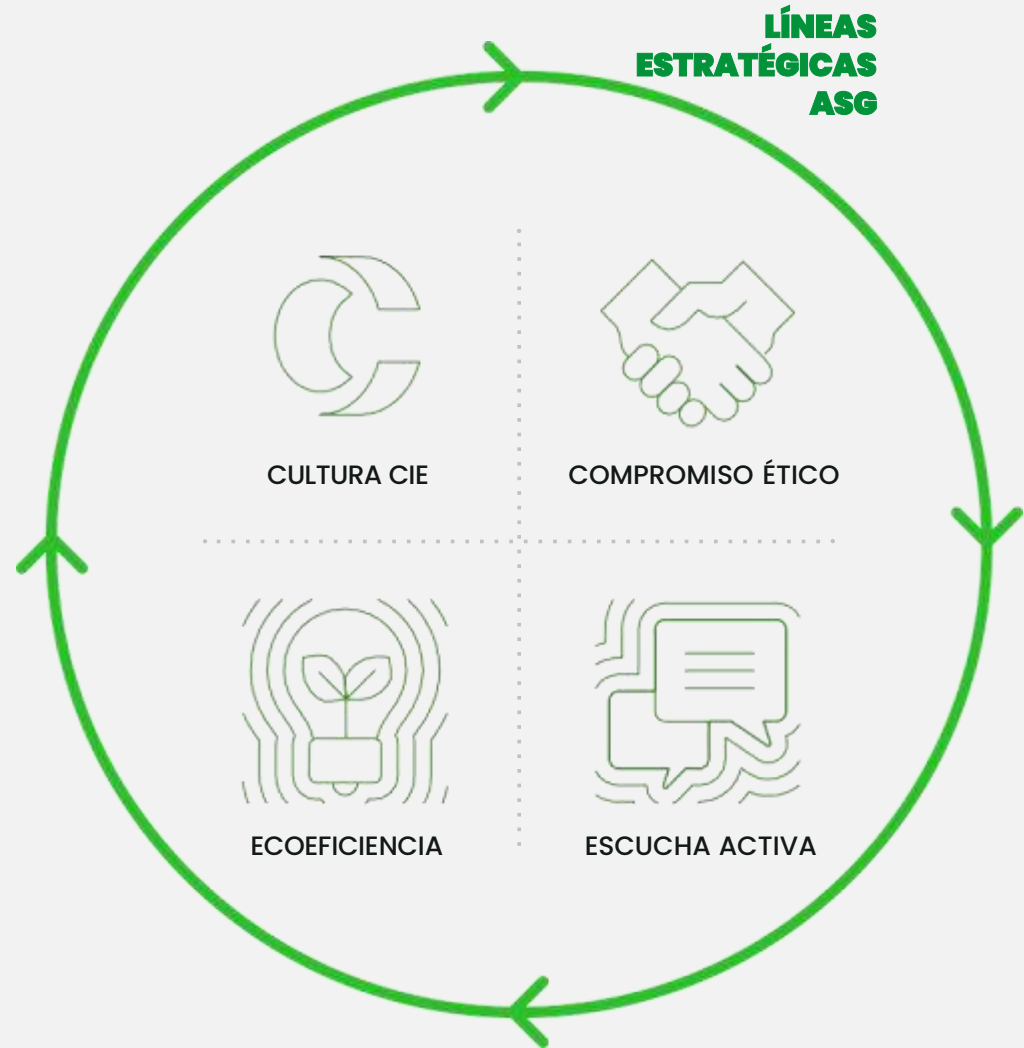 LÍNEAS
ESTRATÉGICAS
ASG
CULTURA CIE
COMPROMISO ÉTICO
ECOEFICIENCIA
ESCUCHA ACTIVA